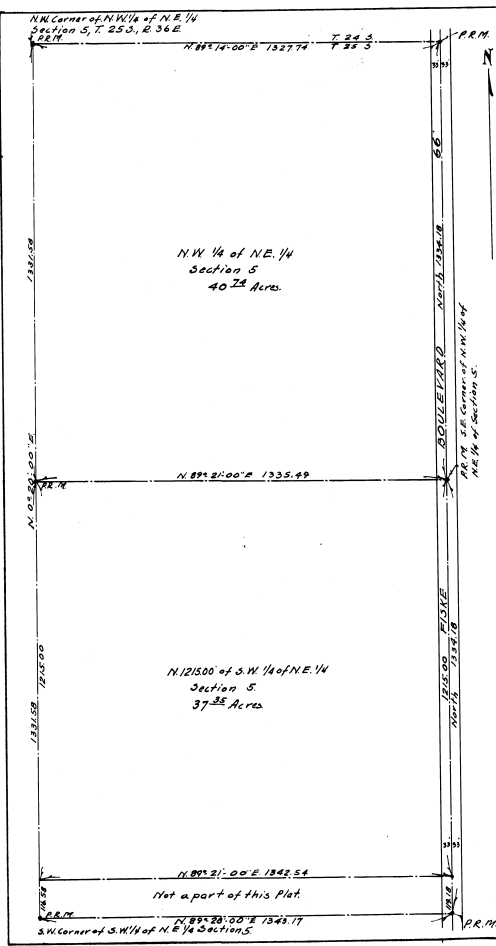 N.W. Corner of N.W. 1/4 of N.E. 1/4
Section 5, T. 25 S., R. 36 E
P.R.M.
P.R.M.
N. 89° 14'-00" E 1327.74
T. 24 S.
T 25 S
33 33
N
66'
N.W. 1/4 of N.E. 1/4
Section 5
40 74 Acres.
1331.58
North 1334.18
BOULEVARD
P.R.M. S.E. Corner of N.W. 1/4 of
N.E. 1/4 of Section 5.
N. 0° 20'-00" E
N. 89° 21'-00" E 1335.49
P.R.M.
FISKE
1215.00
North 1334.18
1215.00
1331.58
N. 1215.00' of S.W. 1/4 of N.E. 1/4
Section 5.
37 35 Acres.
33 33
N. 89° 21'-00" E 1342.54
116.58
Not a part of this Plat.
119.18
P.R.M.
N. 89° 28'-00" E 1343.17
P.R.M.
S.W. Corner of S.W. 1/4 of N.E 1/4 Section 5